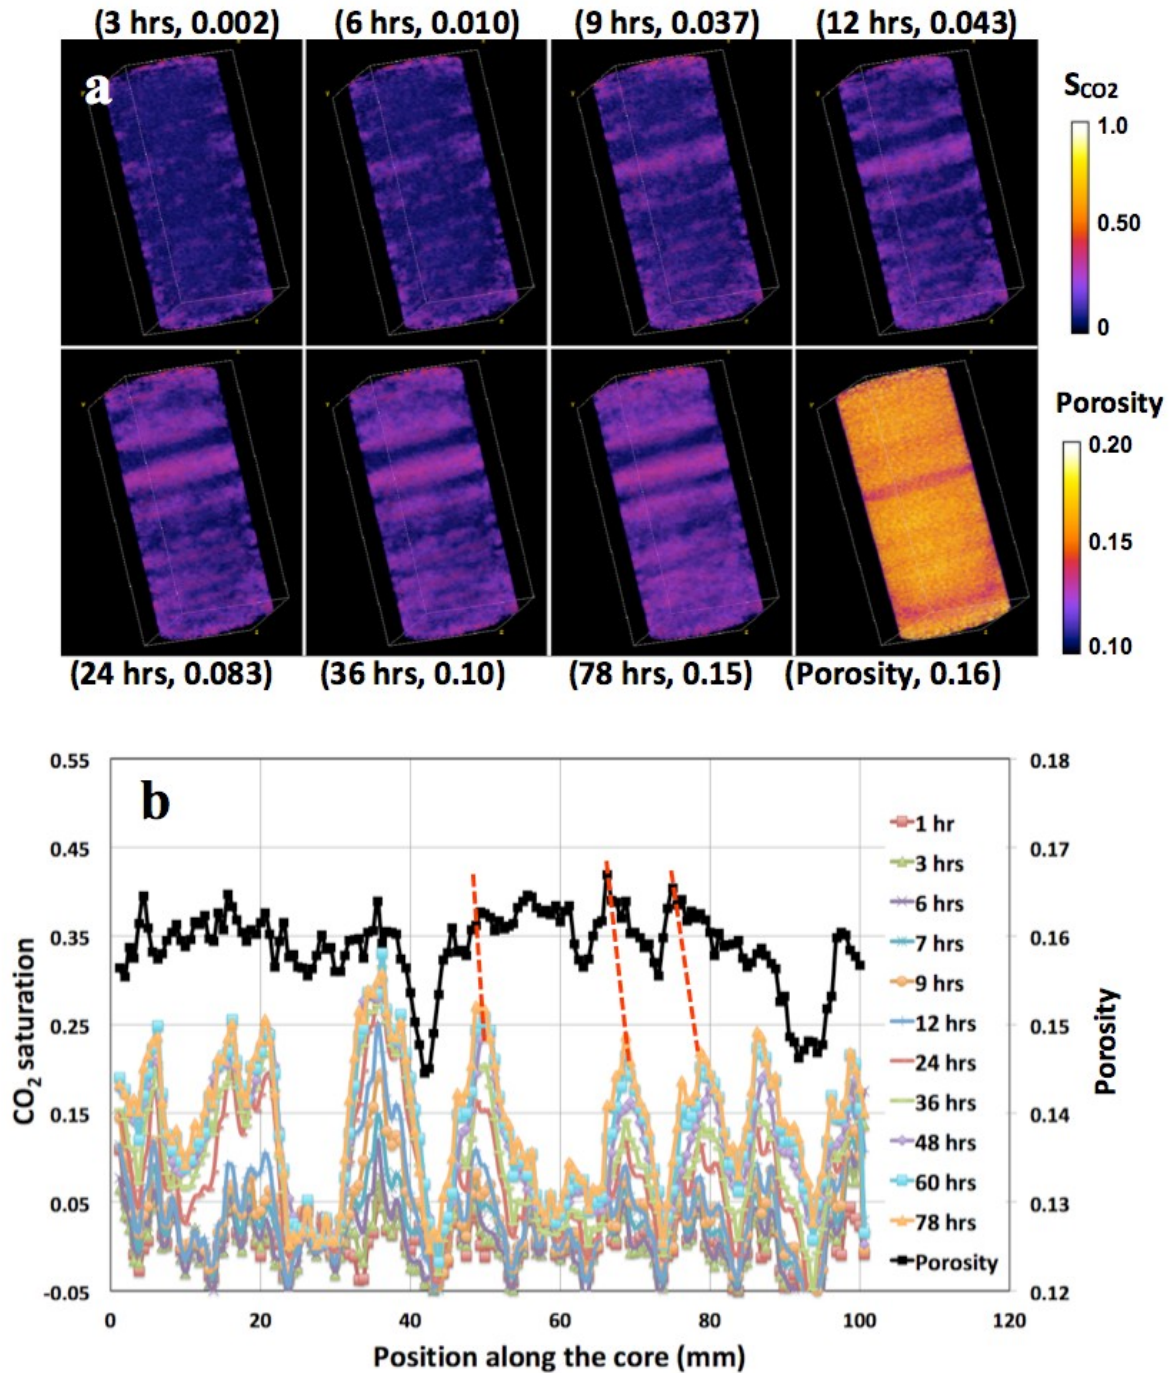 (3 hrs, 0.002) (6 hrs, 0.010) (9 hrs, 0.037) (12 hrs, 0.043)
a
S_CO2
1.0
0.50
0
Porosity
0.20
0.15
0.10
(24 hrs, 0.083) (36 hrs, 0.10) (78 hrs, 0.15) (Porosity, 0.16)
b
CO2 saturation
0.55
0.45
0.35
0.25
0.15
0.05
-0.05
0.18
0.17
0.16
0.15
0.14
0.13
0.12
Porosity
1 hr
3 hrs
6 hrs
7 hrs
9 hrs
12 hrs
24 hrs
36 hrs
48 hrs
60 hrs
78 hrs
Porosity
0 20 40 60 80 100 120
Position along the core (mm)